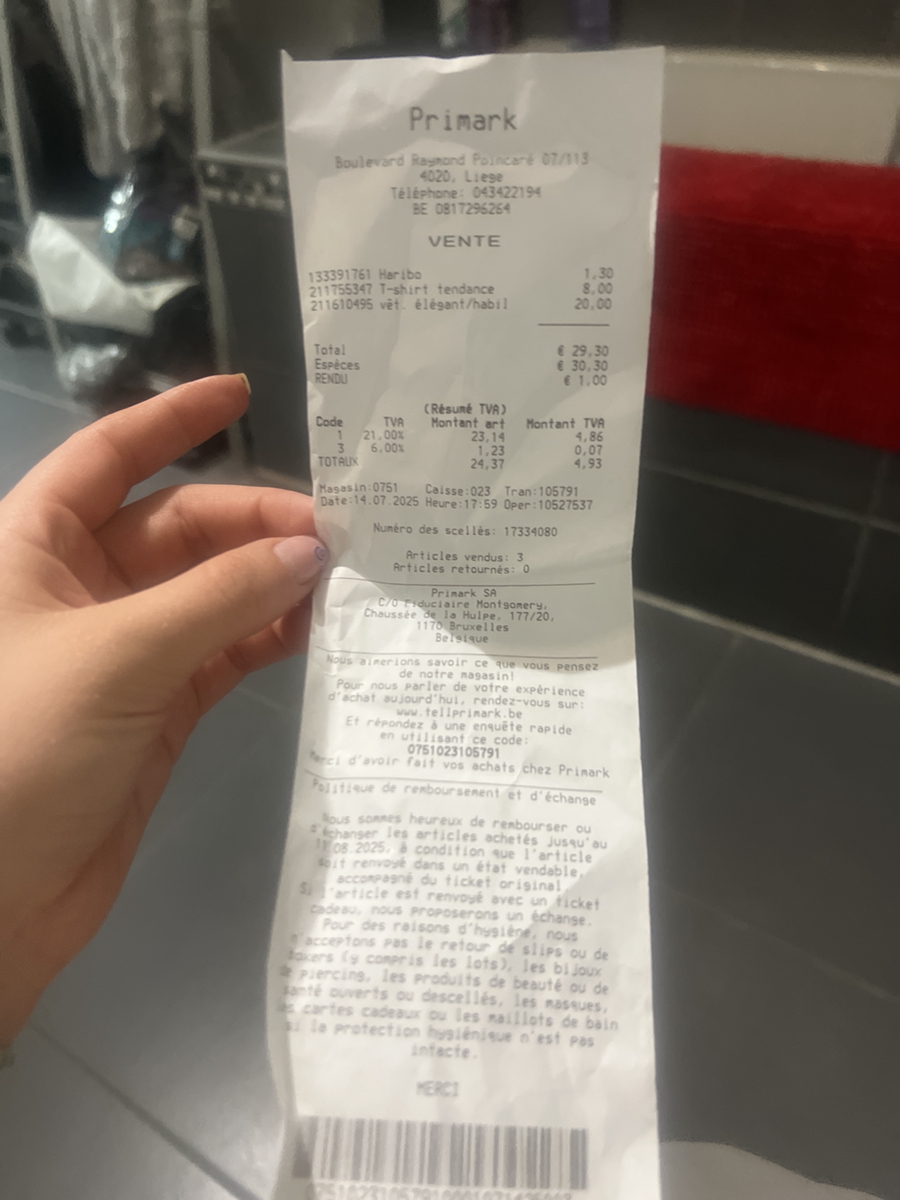 Primark
Boulevard Raymond Poincaré 07/113
4020, Liege
Téléphone: 043422194
BE 0817296264
VENTE
133391761 Haribo 1,30
211755347 T-shirt tendance 8,00
211610495 vêt. élégant/habil 20,00
Total € 29,30
Espèces € 30,30
RENDU € 1,00
(Résumé TVA)
Code TVA Montant art Montant TVA
1 21,00% 23,14 4,86
3 6,00% 1,23 0,07
TOTAUX 24,37 4,93
Magasin:0751 Caisse:023 Tran:105791
Date:14.07.2025 Heure:17:59 Oper:10527537
Numéro des scellés: 17334080
Articles vendus: 3
Articles retournés: 0
Primark SA
C/O Fiduciaire Montgomery,
Chaussée de la Hulpe, 177/20,
1170 Bruxelles
Belgique
Nous aimerions savoir ce que vous pensez
de notre magasin!
Pour nous parler de votre expérience
d'achat aujourd'hui, rendez-vous sur:
www.tellprimark.be
Et répondez à une enquête rapide
en utilisant ce code:
0751023105791
Merci d'avoir fait vos achats chez Primark
Politique de remboursement et d'échange
Nous sommes heureux de rembourser ou
d'échanger les articles achetés jusqu'au
11.08.2025, à condition que l'article
soit renvoyé dans un état vendable,
accompagné du ticket original.
Si l'article est renvoyé avec un ticket
cadeau, nous proposerons un échange.
Pour des raisons d'hygiène, nous
n'acceptons pas le retour de slips ou de
boxers (y compris les lots), les bijoux
de piercing, les produits de beauté ou de
santé ouverts ou descellés, les masques,
les cartes cadeaux ou les maillots de bain
si la protection hygiénique n'est pas
intacte.
MERCI